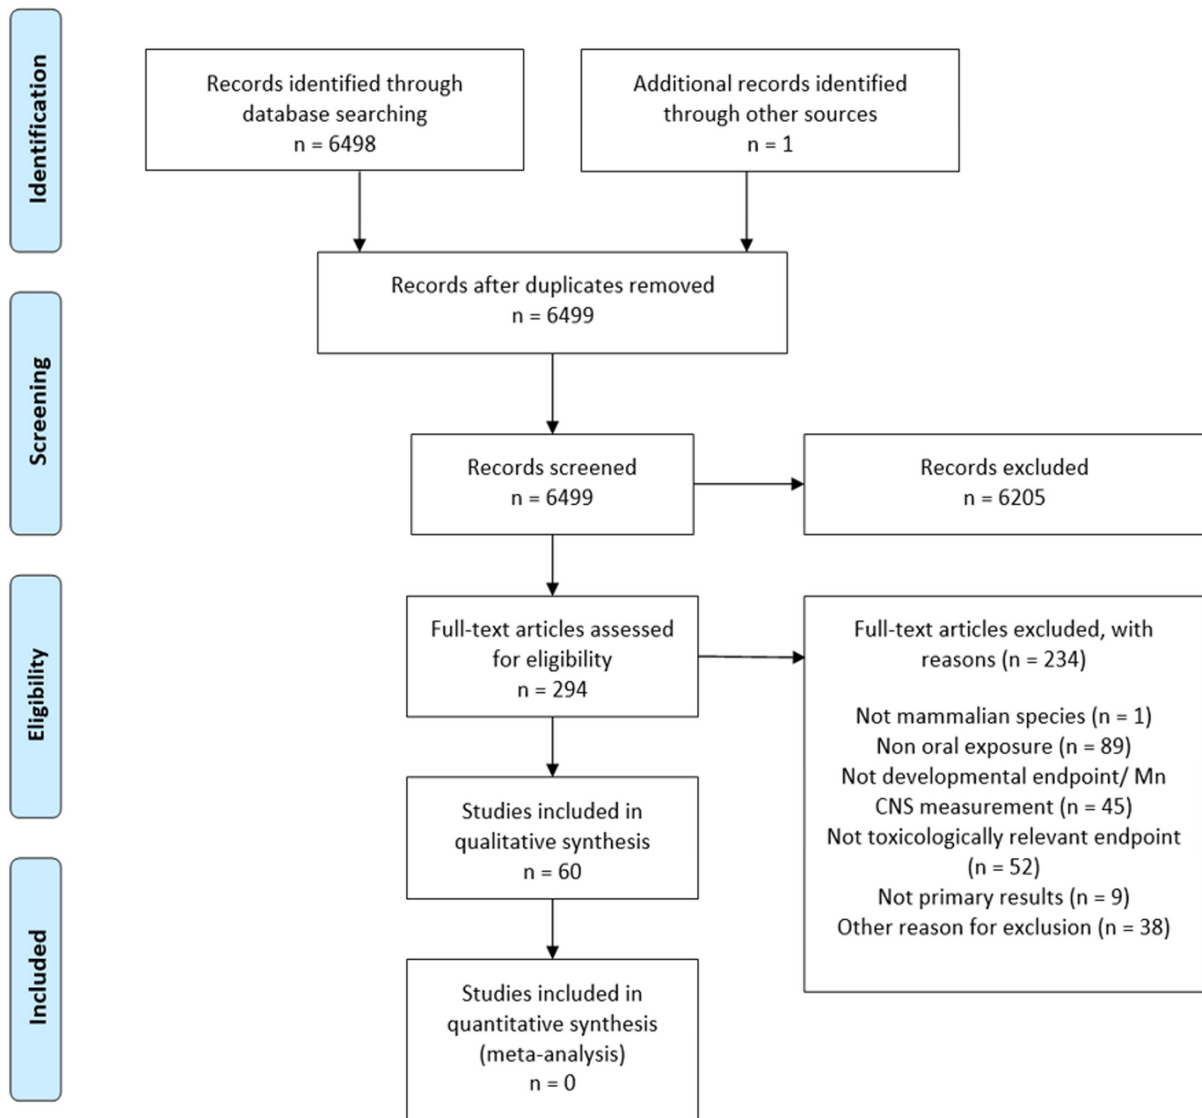 Identification
Records identified through
database searching
n = 6498
Additional records identified
through other sources
n = 1
Records after duplicates removed
n = 6499
Screening
Records screened
n = 6499
Records excluded
n = 6205
Eligibility
Full-text articles assessed
for eligibility
n = 294
Full-text articles excluded, with
reasons (n = 234)
Not mammalian species (n = 1)
Non oral exposure (n = 89)
Not developmental endpoint/ Mn
CNS measurement (n = 45)
Not toxicologically relevant endpoint
(n = 52)
Not primary results (n = 9)
Other reason for exclusion (n = 38)
Studies included in
qualitative synthesis
n = 60
Included
Studies included in
quantitative synthesis
(meta-analysis)
n = 0